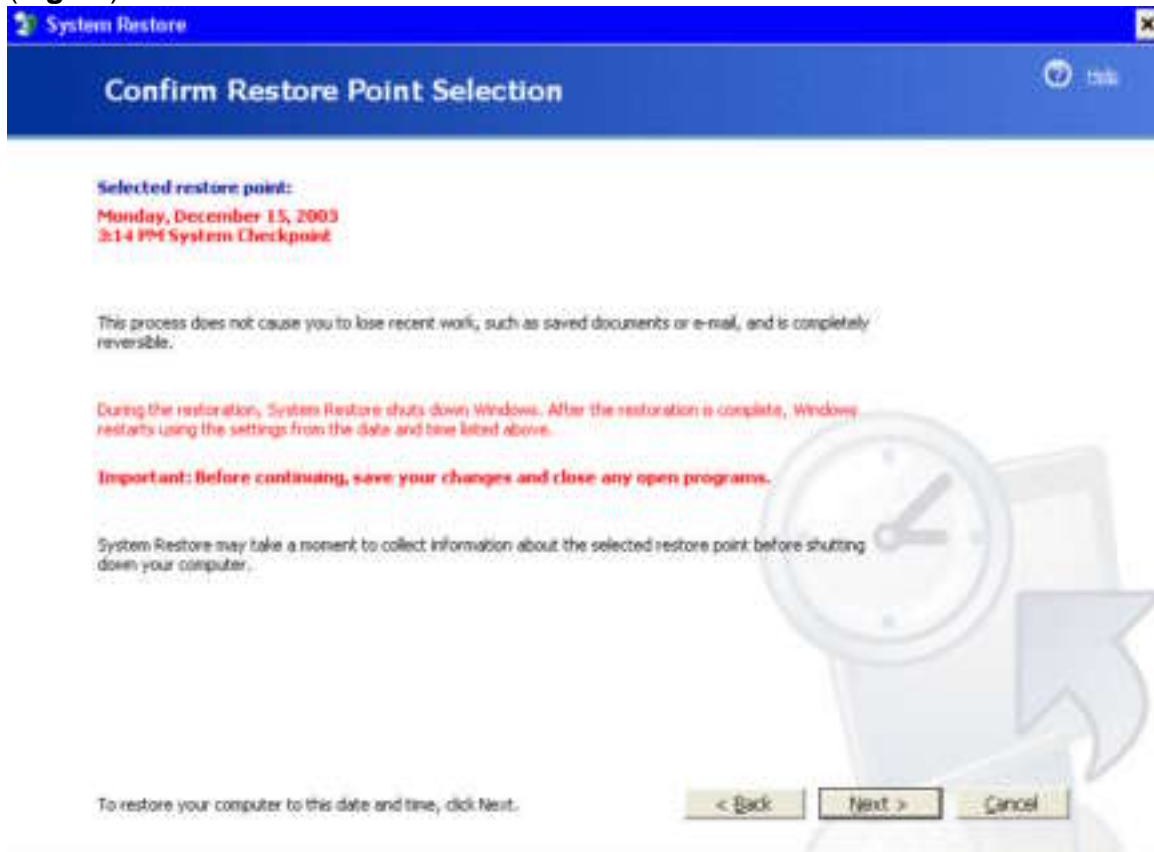 System Restore
Confirm Restore Point Selection
Help
Selected restore point:
Monday, December 15, 2003
3:14 PM System Checkpoint
This process does not cause you to lose recent work, such as saved documents or e-mail, and is completely
reversible.
During the restoration, System Restore shuts down Windows. After the restoration is complete, Windows
restarts using the settings from the date and time listed above.
Important: Before continuing, save your changes and close any open programs.
System Restore may take a moment to collect information about the selected restore point before shutting
down your computer.
To restore your computer to this date and time, click Next.
< Back Next > Cancel